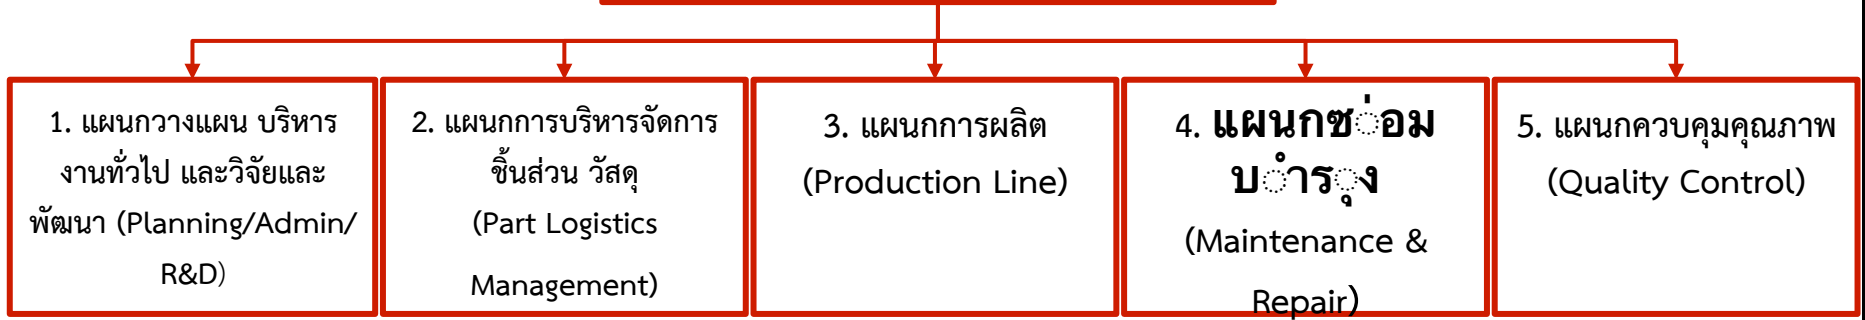 1. แผนกวางแผน บริหาร
งานทั่วไป และวิจัยและ
พัฒนา (Planning/Admin/
R&D)
2. แผนกการบริหารจัดการ
ชิ้นส่วน วัสดุ
(Part Logistics
Management)
3. แผนกการผลิต
(Production Line)
4. แผนกซ่อม
บำรุง
(Maintenance &
Repair)
5. แผนกควบคุมคุณภาพ
(Quality Control)